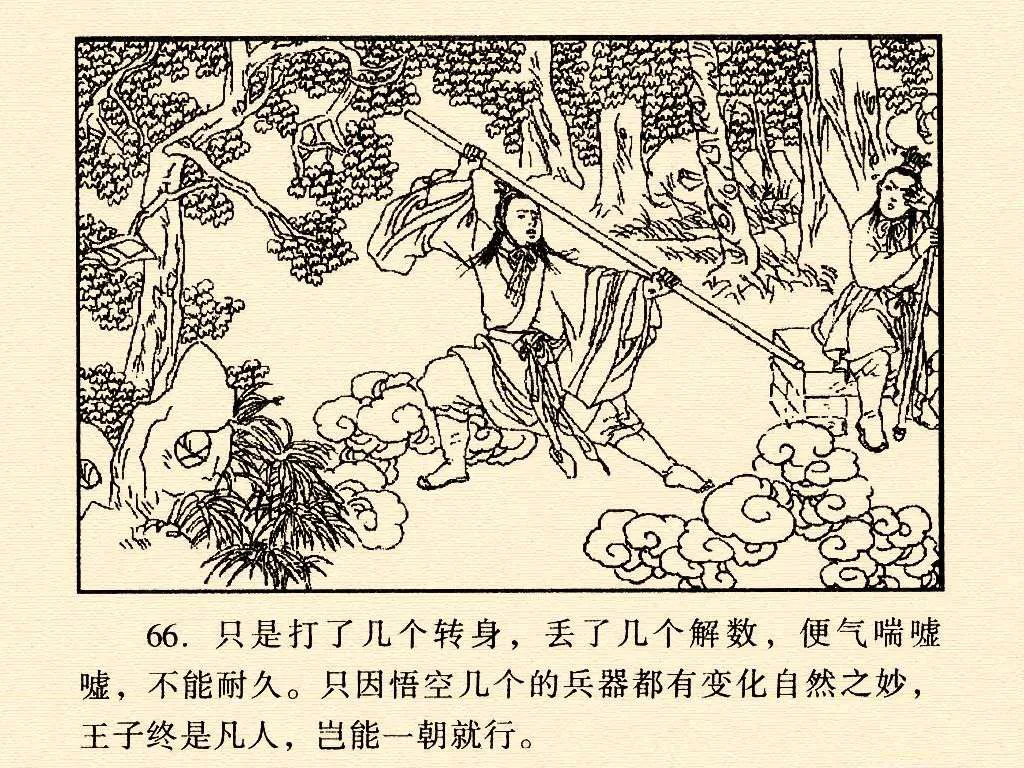 66. 只是打了几个转身，丢了几个解数，便气喘嘘
嘘，不能耐久。只因悟空几个的兵器都有变化自然之妙，
王子终是凡人，岂能一朝就行。